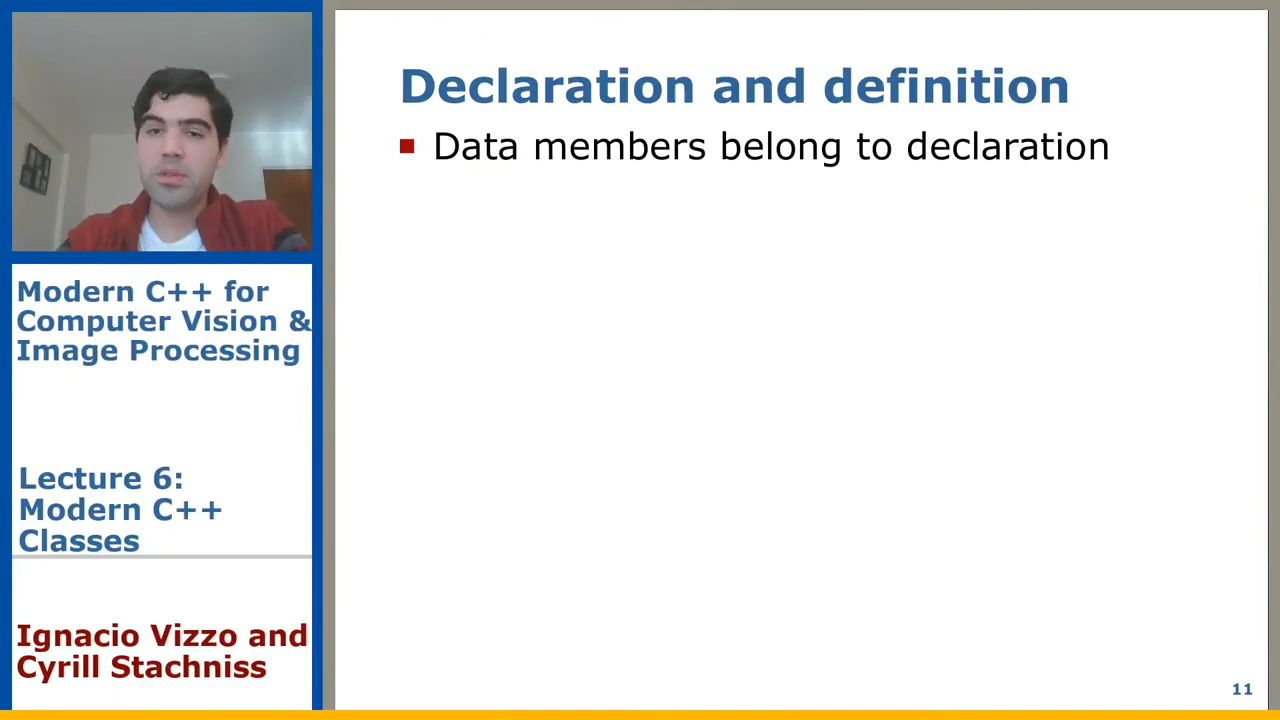 Declaration and definition
Data members belong to declaration
Modern C++ for
Computer Vision &
Image Processing
Lecture 6:
Modern C++
Classes
Ignacio Vizzo and
Cyrill Stachniss
11